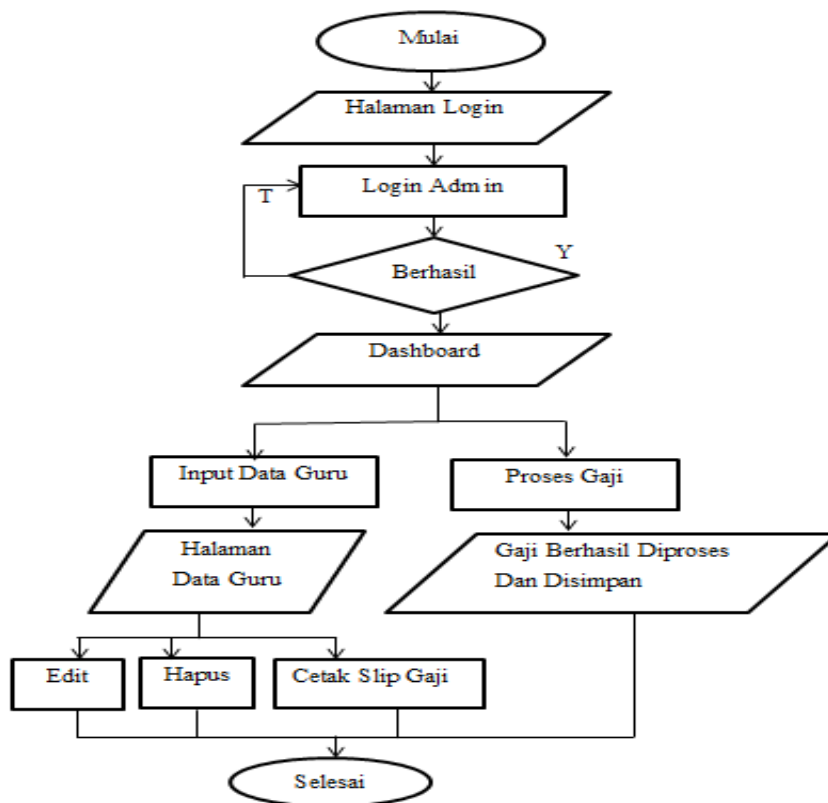 Mulai
Halaman Login
Login Admin
T
Berhasil
Y
Dashboard
Input Data Guru
Proses Gaji
Halaman
Data Guru
Gaji Berhasil Diproses
Dan Disimpan
Edit
Hapus
Cetak Slip Gaji
Selesai